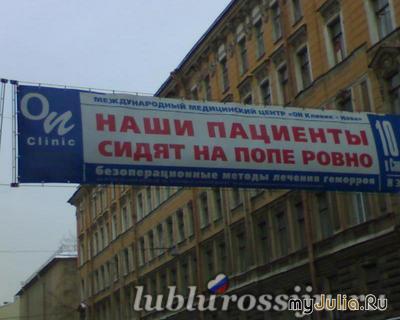 On
Clinic
МЕЖДУНАРОДНЫЙ МЕДИЦИНСКИЙ ЦЕНТР «ОН Клиник - Нева»
НАШИ ПАЦИЕНТЫ
СИДЯТ НА ПОПЕ РОВНО
безоперационные методы лечения геморроя
10
myJulia.Ru